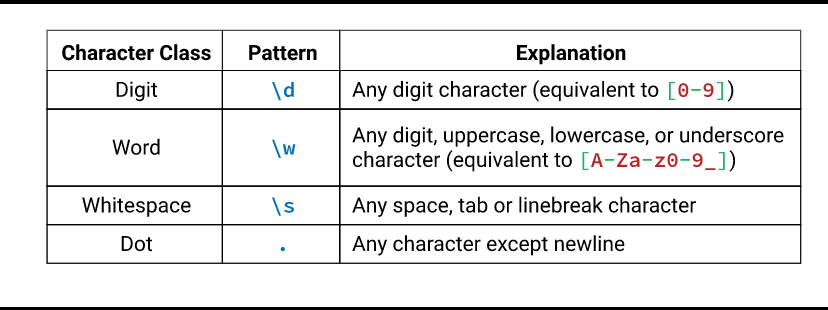 Character Class Pattern Explanation
Digit \d Any digit character (equivalent to [0-9])
Word \w Any digit, uppercase, lowercase, or underscore
character (equivalent to [A-Za-z0-9_])
Whitespace \s Any space, tab or linebreak character
Dot . Any character except newline